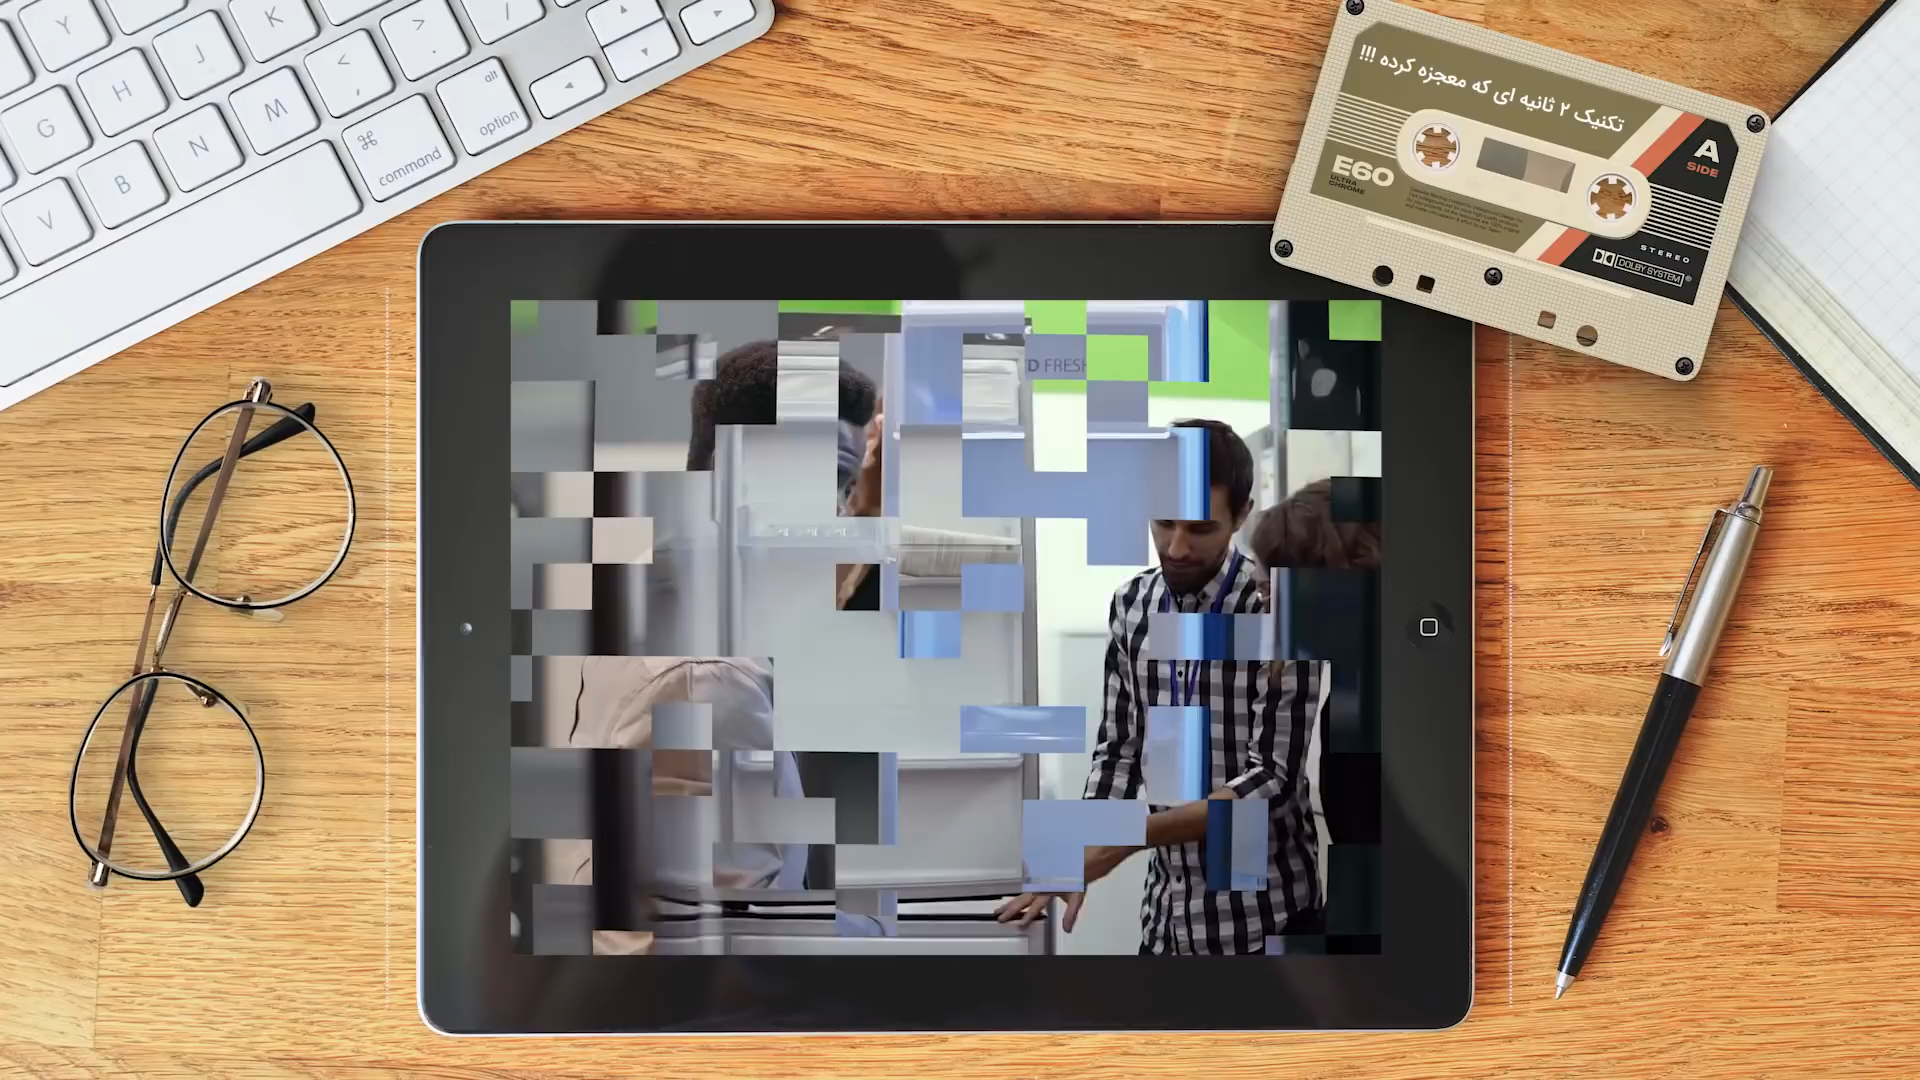 Y
H
J
K
<
,
>
.
/
G
B
N
M
V
⌘
command
alt
option
تکنیک ۲ ثانیه ای که معجزه کرده !!!
A
SIDE
E60
ULTRA
CHROME
STEREO
DOLBY SYSTEM
D FRESH